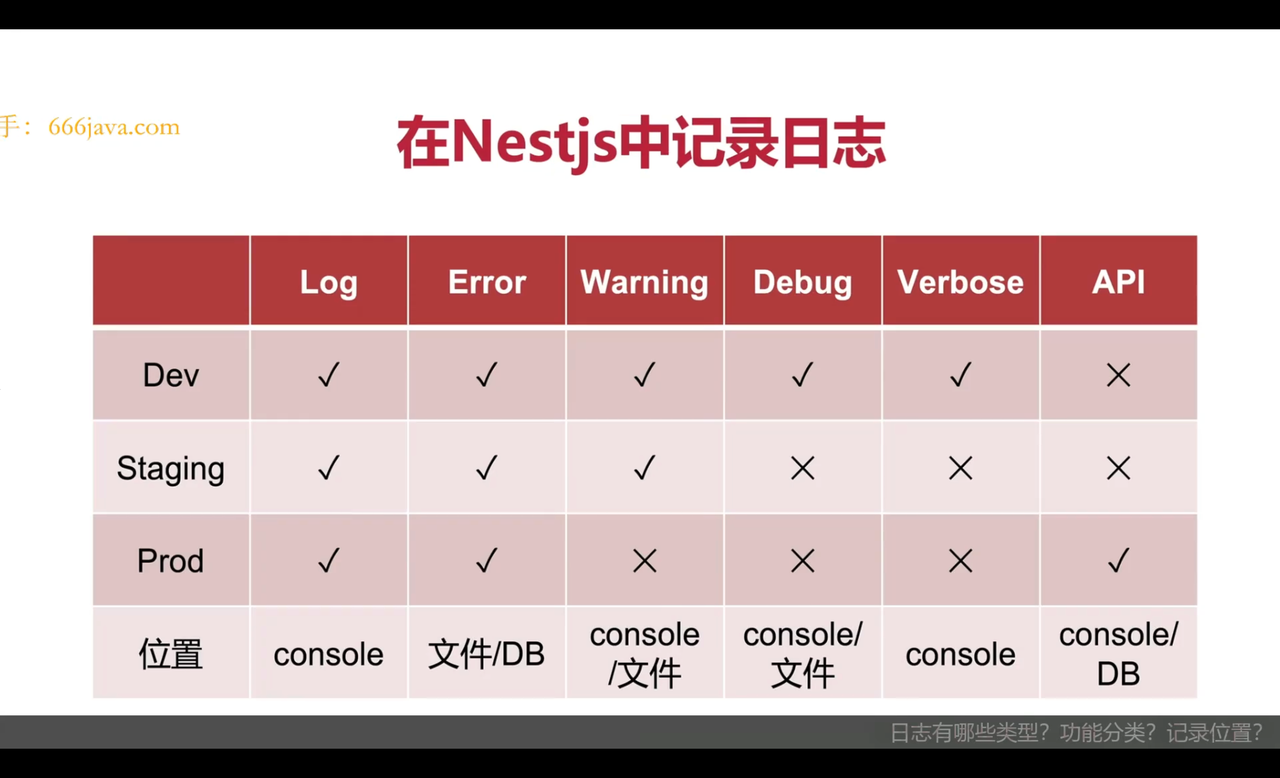 手：666java.com
在Nestjs中记录日志
Log Error Warning Debug Verbose API
Dev ✓ ✓ ✓ ✓ ✓ ×
Staging ✓ ✓ ✓ × × ×
Prod ✓ ✓ × × × ✓
位置 console 文件/DB console/文件 console/文件 console console/DB
日志有哪些类型？功能分类？记录位置？